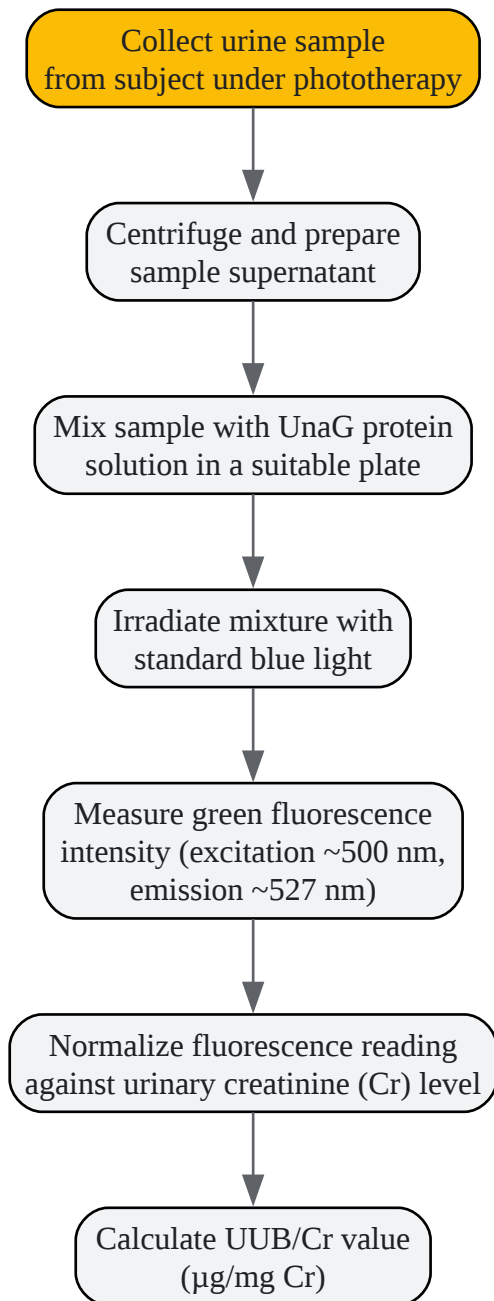 Collect urine sample
from subject under phototherapy
Centrifuge and prepare
sample supernatant
Mix sample with UnaG protein
solution in a suitable plate
Irradiate mixture with
standard blue light
Measure green fluorescence
intensity (excitation ~500 nm,
emission ~527 nm)
Normalize fluorescence reading
against urinary creatinine (Cr) level
Calculate UUB/Cr value
(µg/mg Cr)